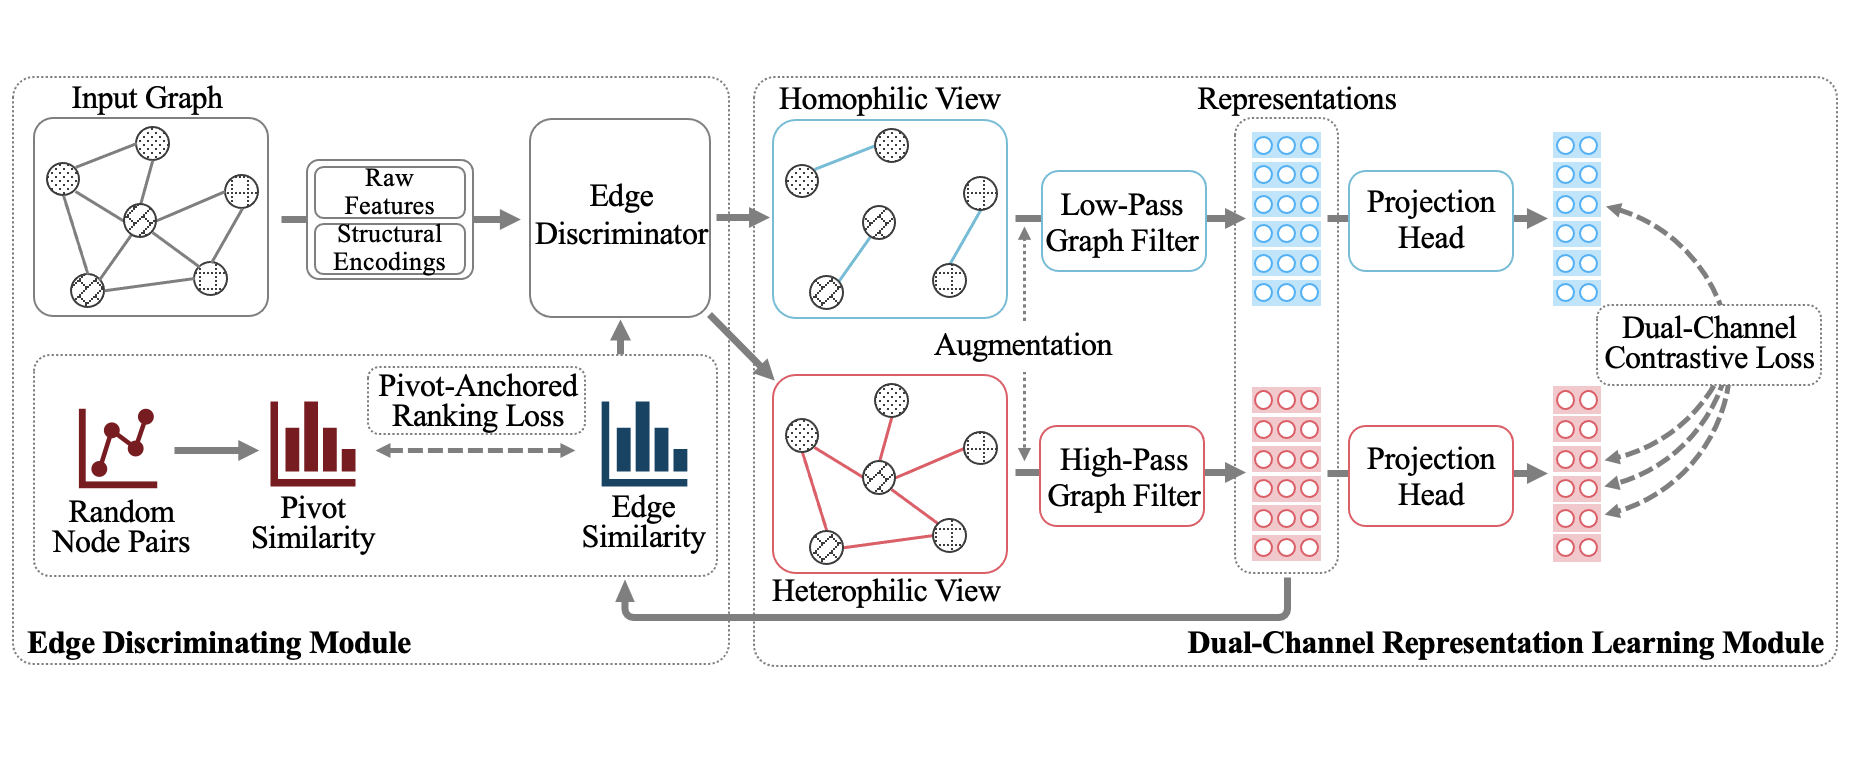 Input Graph
Raw
Features
Structural
Encodings
Edge
Discriminator
Pivot-Anchored
Ranking Loss
Random
Node Pairs
Pivot
Similarity
Edge
Similarity
Edge Discriminating Module
Homophilic View
Representations
Low-Pass
Graph Filter
Projection
Head
Augmentation
Dual-Channel
Contrastive Loss
High-Pass
Graph Filter
Projection
Head
Heterophilic View
Dual-Channel Representation Learning Module